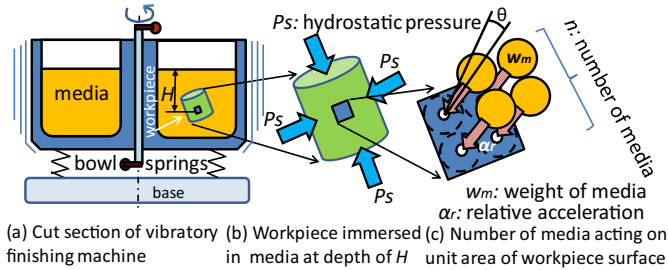 Ps: hydrostatic pressure
θ
n: number of media
wm
media
workpiece
H
Ps
Ps
Ps
αr
bowl springs
base
wm: weight of media
αr: relative acceleration
(a) Cut section of vibratory
finishing machine
(b) Workpiece immersed
in media at depth of H
(c) Number of media acting on
unit area of workpiece surface